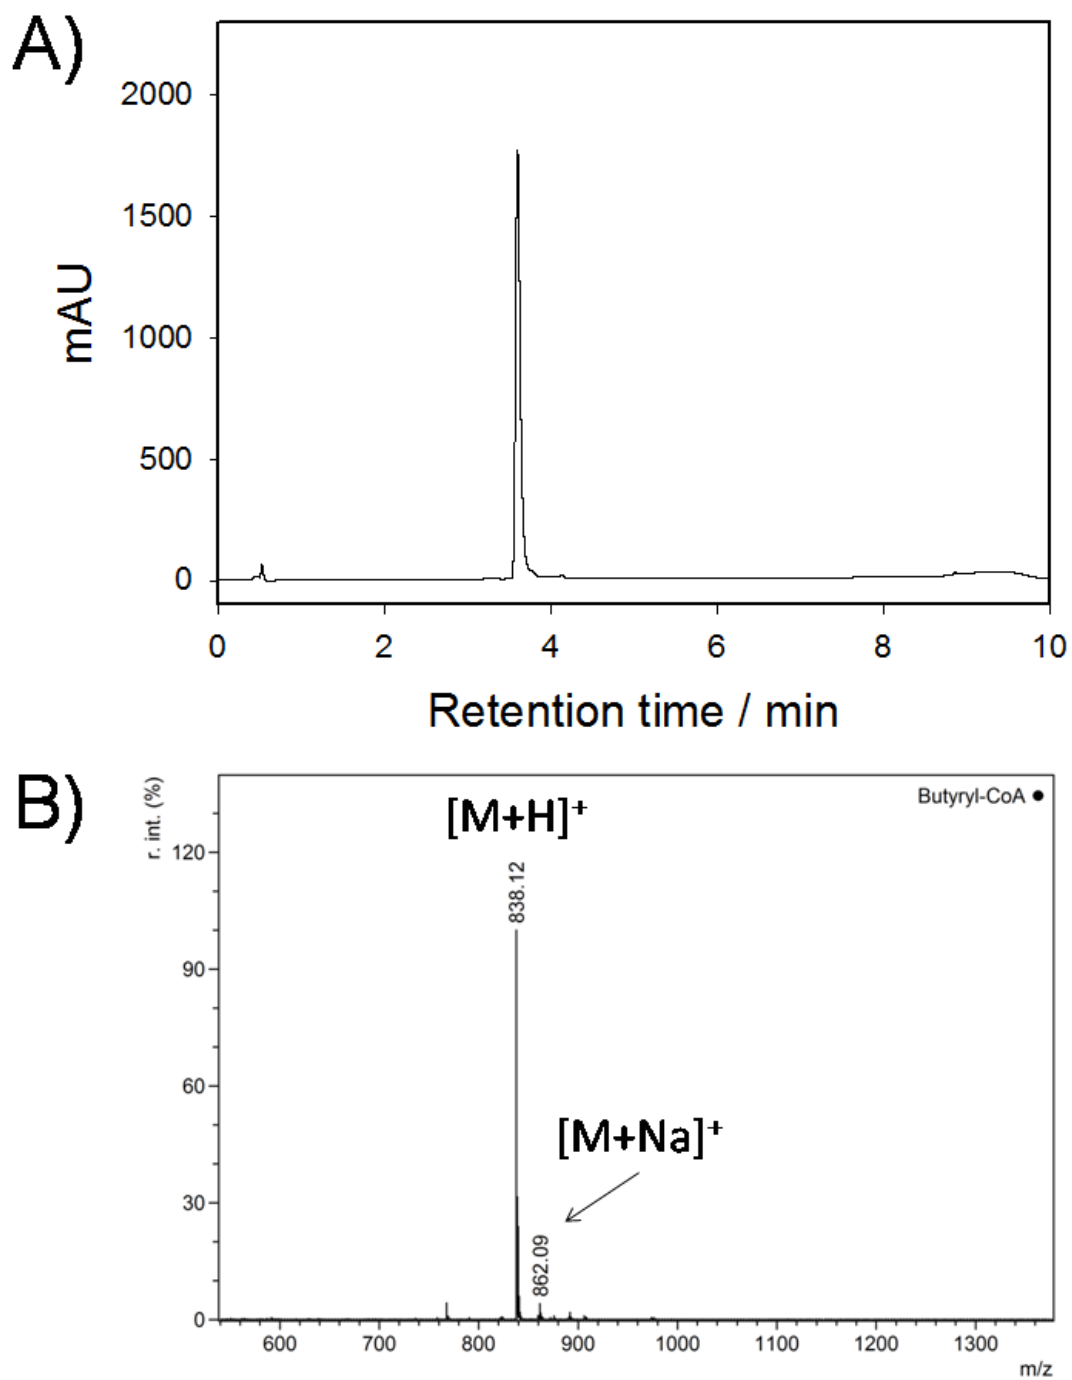 A)
2000
1500
1000
500
0
mAU
0 2 4 6 8 10
Retention time / min
B)
r. int. (%)
[M+H]+
Butyryl-CoA ●
120
838.12
90
60
[M+Na]+
30
862.09
0
600 700 800 900 1000 1100 1200 1300
m/z